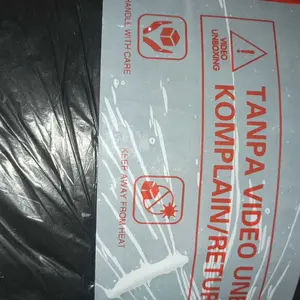 VIDEO
UNBOXING
TANPA VIDEO UN
KOMPLAIN/RETUR
HANDLE WITH CARE
KEEP AWAY FROM HEAT